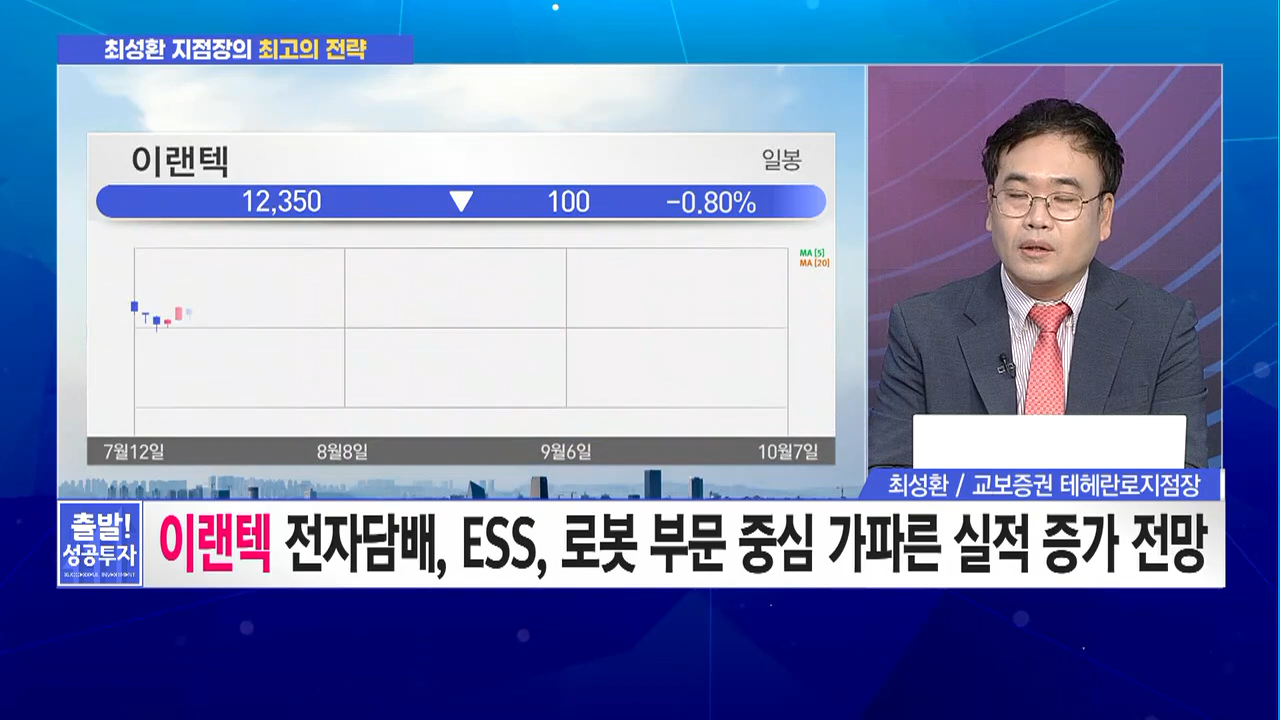 최성환 지점장의 최고의 전략
이랜텍
일봉
12,350 ▼ 100 -0.80%
MA [5]
MA [20]
7월12일 8월8일 9월6일 10월7일
최성환 / 교보증권 테헤란로지점장
출발!
성공투자
SUCCESSFUL INVESTMENT
이랜텍 전자담배, ESS, 로봇 부문 중심 가파른 실적 증가 전망